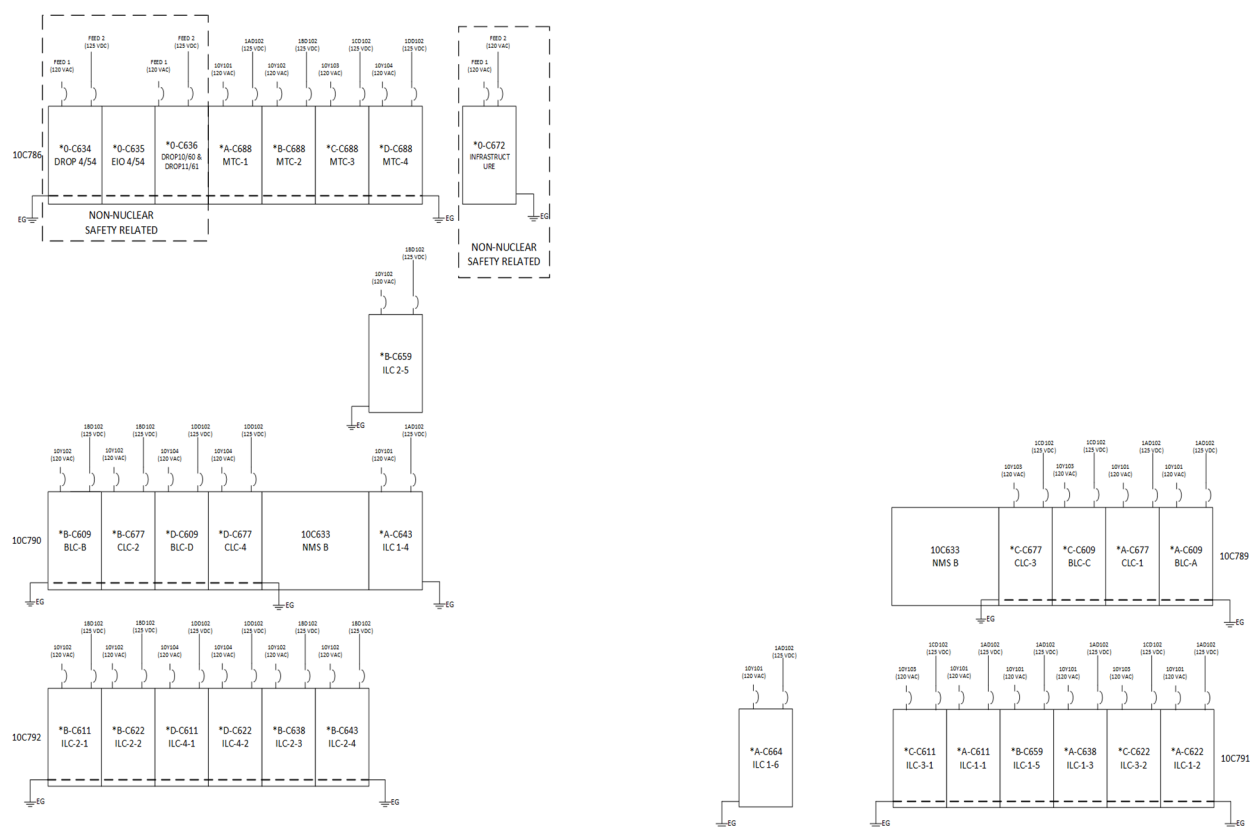 FEED 2
(125 VDC)
FEED 2
(125 VDC)
1AD102
(125 VDC)
1BD102
(125 VDC)
1CD102
(125 VDC)
1DD102
(125 VDC)
FEED 2
(120 VAC)
FEED 1
(120 VAC)
FEED 1
(120 VAC)
10Y101
(120 VAC)
10Y102
(120 VAC)
10Y103
(120 VAC)
10Y104
(120 VAC)
FEED 1
(120 VAC)
10C786
*0-C634
DROP 4/54
*0-C635
EIO 4/54
*0-C636
DROP10/60 &
DROP11/61
*A-C688
MTC-1
*B-C688
MTC-2
*C-C688
MTC-3
*D-C688
MTC-4
*0-C672
INFRASTRUCT
URE
EG
EG
EG
NON-NUCLEAR
SAFETY RELATED
NON-NUCLEAR
SAFETY RELATED
1BD102
(125 VDC)
10Y102
(120 VAC)
*B-C659
ILC 2-5
EG
1BD102
(125 VDC)
1BD102
(125 VDC)
1DD102
(125 VDC)
1DD102
(125 VDC)
1AD102
(125 VDC)
10Y102
(120 VAC)
10Y102
(120 VAC)
10Y104
(120 VAC)
10Y104
(120 VAC)
10Y101
(120 VAC)
10C790
*B-C609
BLC-B
*B-C677
CLC-2
*D-C609
BLC-D
*D-C677
CLC-4
10C633
NMS B
*A-C643
ILC 1-4
EG
EG
EG
1CD102
(125 VDC)
1CD102
(125 VDC)
1AD102
(125 VDC)
1AD102
(125 VDC)
10Y103
(120 VAC)
10Y103
(120 VAC)
10Y101
(120 VAC)
10Y101
(120 VAC)
10C633
NMS B
*C-C677
CLC-3
*C-C609
BLC-C
*A-C677
CLC-1
*A-C609
BLC-A
10C789
EG
EG
1BD102
(125 VDC)
1BD102
(125 VDC)
1DD102
(125 VDC)
1DD102
(125 VDC)
1BD102
(125 VDC)
1BD102
(125 VDC)
10Y102
(120 VAC)
10Y102
(120 VAC)
10Y104
(120 VAC)
10Y104
(120 VAC)
10Y102
(120 VAC)
10Y102
(120 VAC)
10C792
*B-C611
ILC-2-1
*B-C622
ILC-2-2
*D-C611
ILC-4-1
*D-C622
ILC-4-2
*B-C638
ILC-2-3
*B-C643
ILC-2-4
EG
EG
1AD102
(125 VDC)
10Y101
(120 VAC)
*A-C664
ILC 1-6
EG
1CD102
(125 VDC)
1AD102
(125 VDC)
1AD102
(125 VDC)
1AD102
(125 VDC)
1CD102
(125 VDC)
1AD102
(125 VDC)
10Y103
(120 VAC)
10Y101
(120 VAC)
10Y101
(120 VAC)
10Y101
(120 VAC)
10Y103
(120 VAC)
10Y101
(120 VAC)
*C-C611
ILC-3-1
*A-C611
ILC-1-1
*B-C659
ILC-1-5
*A-C638
ILC-1-3
*C-C622
ILC-3-2
*A-C622
ILC-1-2
10C791
EG
EG